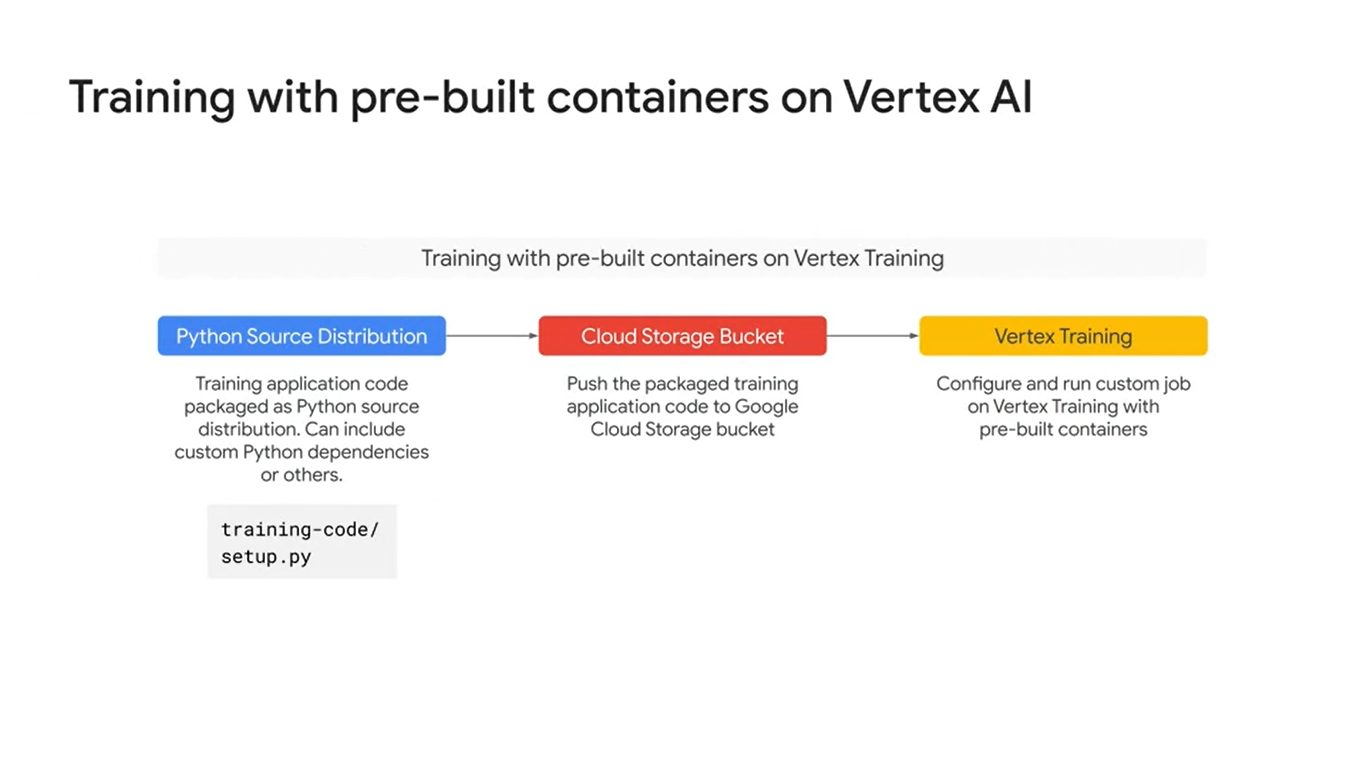 Training with pre-built containers on Vertex AI
Training with pre-built containers on Vertex Training
Python Source Distribution
Training application code
packaged as Python source
distribution. Can include
custom Python dependencies
or others.
training-code/
setup.py
Cloud Storage Bucket
Push the packaged training
application code to Google
Cloud Storage bucket
Vertex Training
Configure and run custom job
on Vertex Training with
pre-built containers